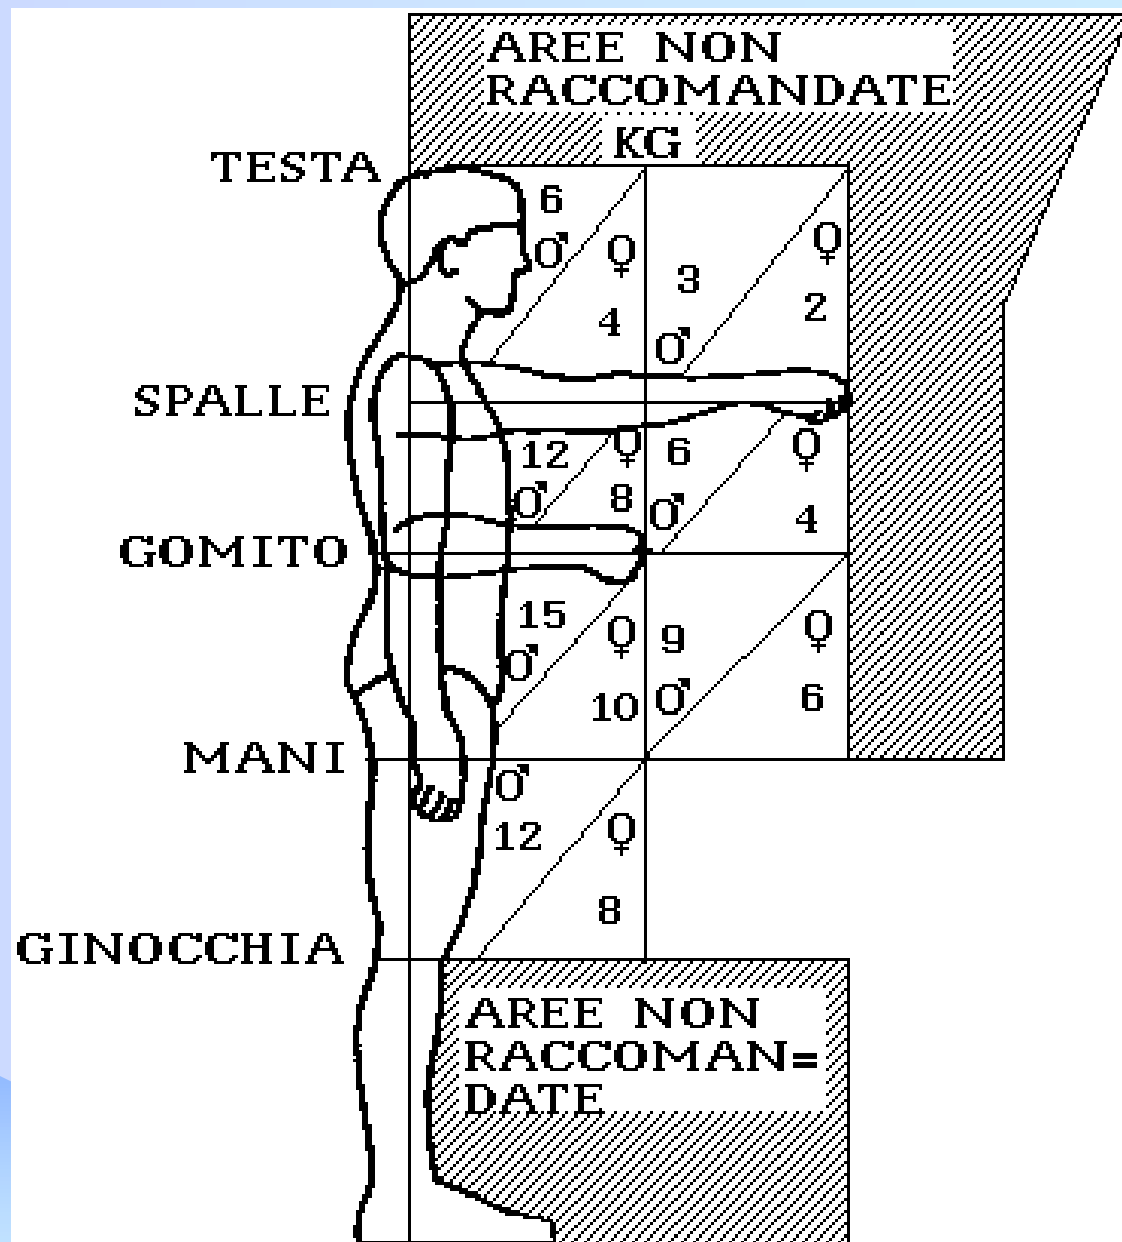 AREE NON
RACCOMANDATE
KG
TESTA
6
♂ ♀
4
3
♂
♀
2
SPALLE
12 ♀
♂ 8
6 ♀
♂ 4
GOMITO
15
♂ ♀
10
9 ♀
♂ 6
MANI
♂
12 ♀
8
GINOCCHIA
AREE NON
RACCOMAN=
DATE